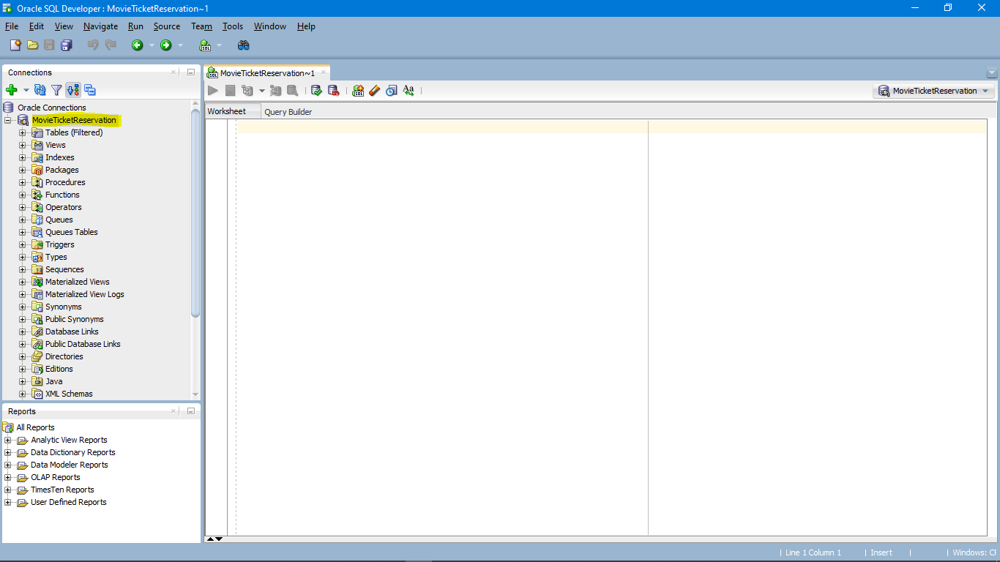 Oracle SQL Developer : MovieTicketReservation~1
File Edit View Navigate Run Source Team Tools Window Help
Connections
Oracle Connections
MovieTicketReservation
Tables (Filtered)
Views
Indexes
Packages
Procedures
Functions
Operators
Queues
Queues Tables
Triggers
Types
Sequences
Materialized Views
Materialized View Logs
Synonyms
Public Synonyms
Database Links
Public Database Links
Directories
Editions
Java
XML Schemas
Reports
All Reports
Analytic View Reports
Data Dictionary Reports
Data Modeler Reports
OLAP Reports
TimesTen Reports
User Defined Reports
MovieTicketReservation~1
MovieTicketReservation
Worksheet Query Builder
Line 1 Column 1 Insert Windows: CF